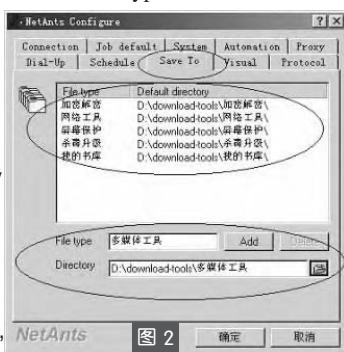 NetAnts Configure
Connection Job default System Automation Proxy
Dial-Up Schedule Save To Visual Protocol
File type Default directory
加密解密 D:\download-tools\加密解密\
网络工具 D:\download-tools\网络工具\
屏幕保护 D:\download-tools\屏幕保护\
杀毒升级 D:\download-tools\杀毒升级\
我的书库 D:\download-tools\我的书库\
File type 多媒体工具 Add Delete
Directory D:\download-tools\多媒体工具
NetAnts 图 2 确定 取消